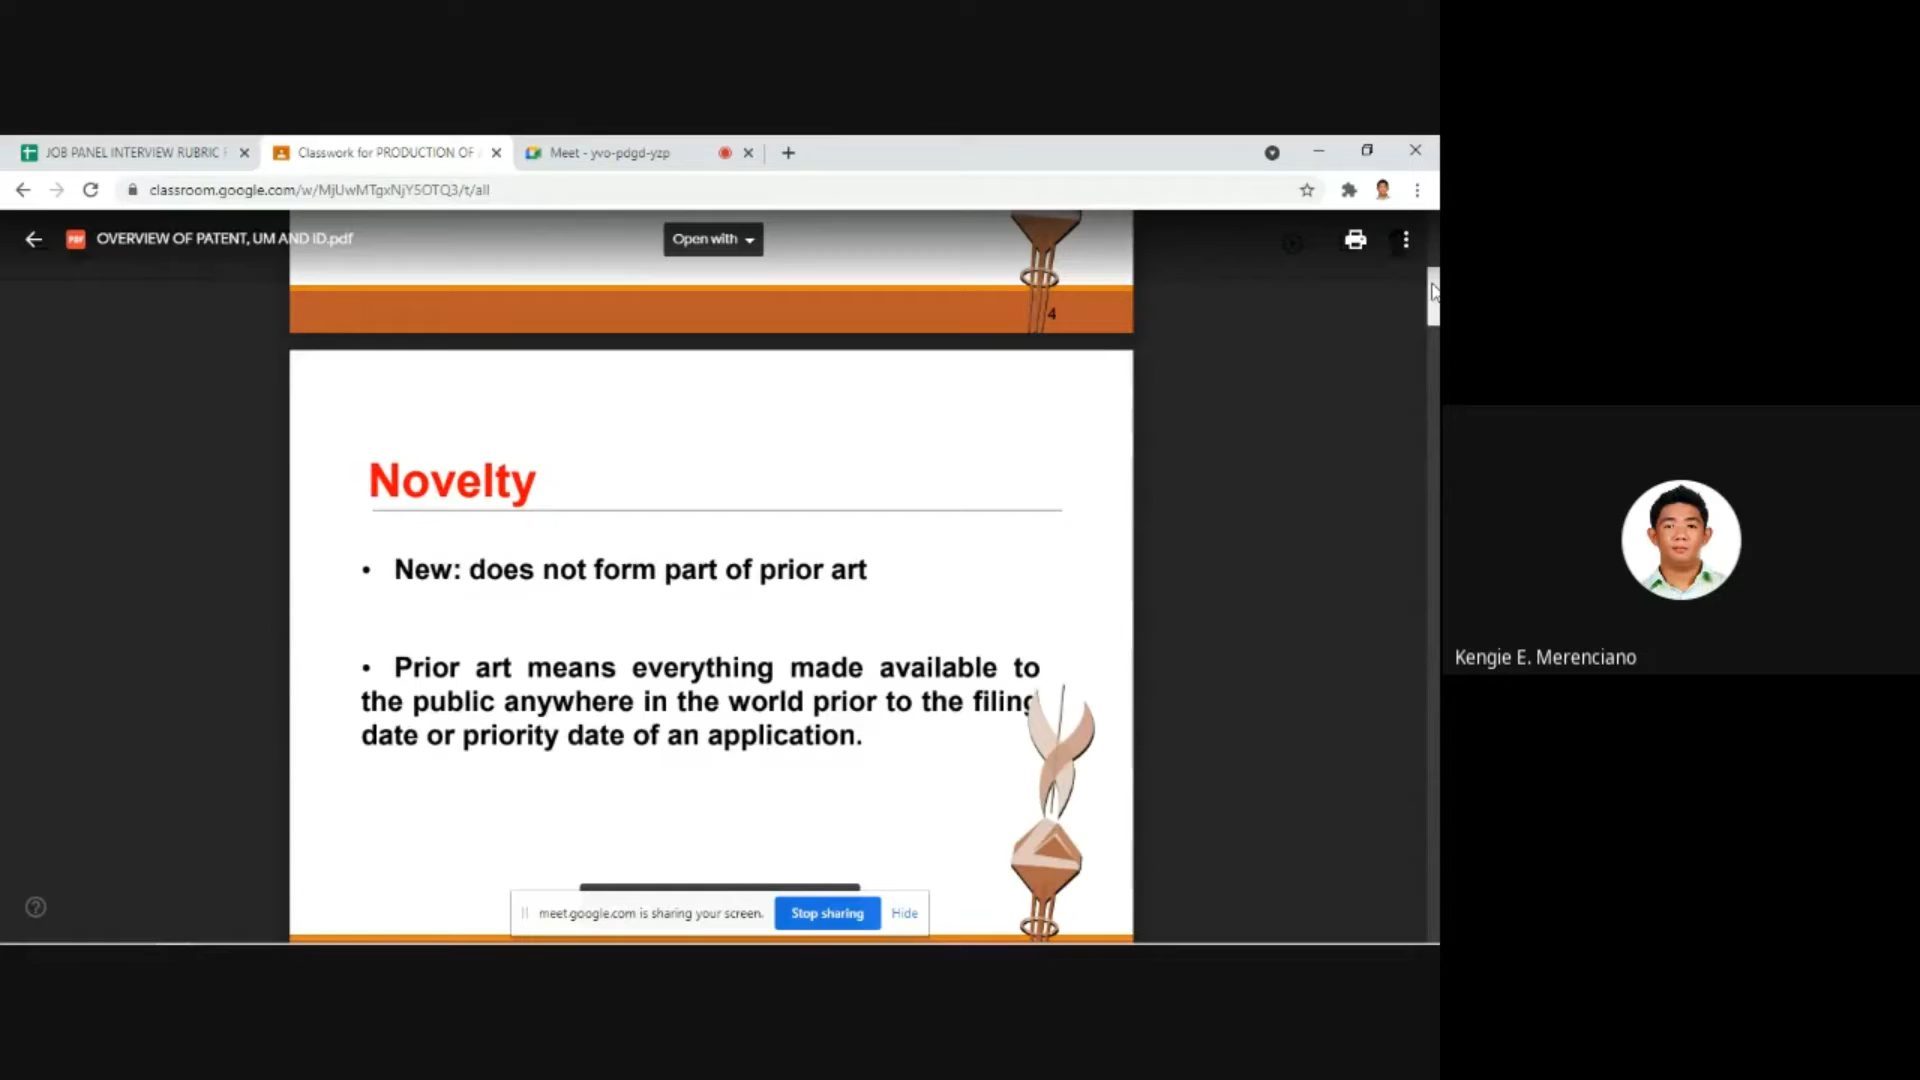 JOB PANEL INTERVIEW RUBRIC
Classwork for PRODUCTION OF
Meet - yvo-pdgd-yzp
classroom.google.com/w/MjUwMTgxNjY5OTQ3/t/all
PDF
OVERVIEW OF PATENT, UM AND ID.pdf
Open with
4
Novelty
• New: does not form part of prior art
• Prior art means everything made available to
the public anywhere in the world prior to the filing
date or priority date of an application.
meet.google.com is sharing your screen.
Stop sharing
Hide
Kengie E. Merenciano